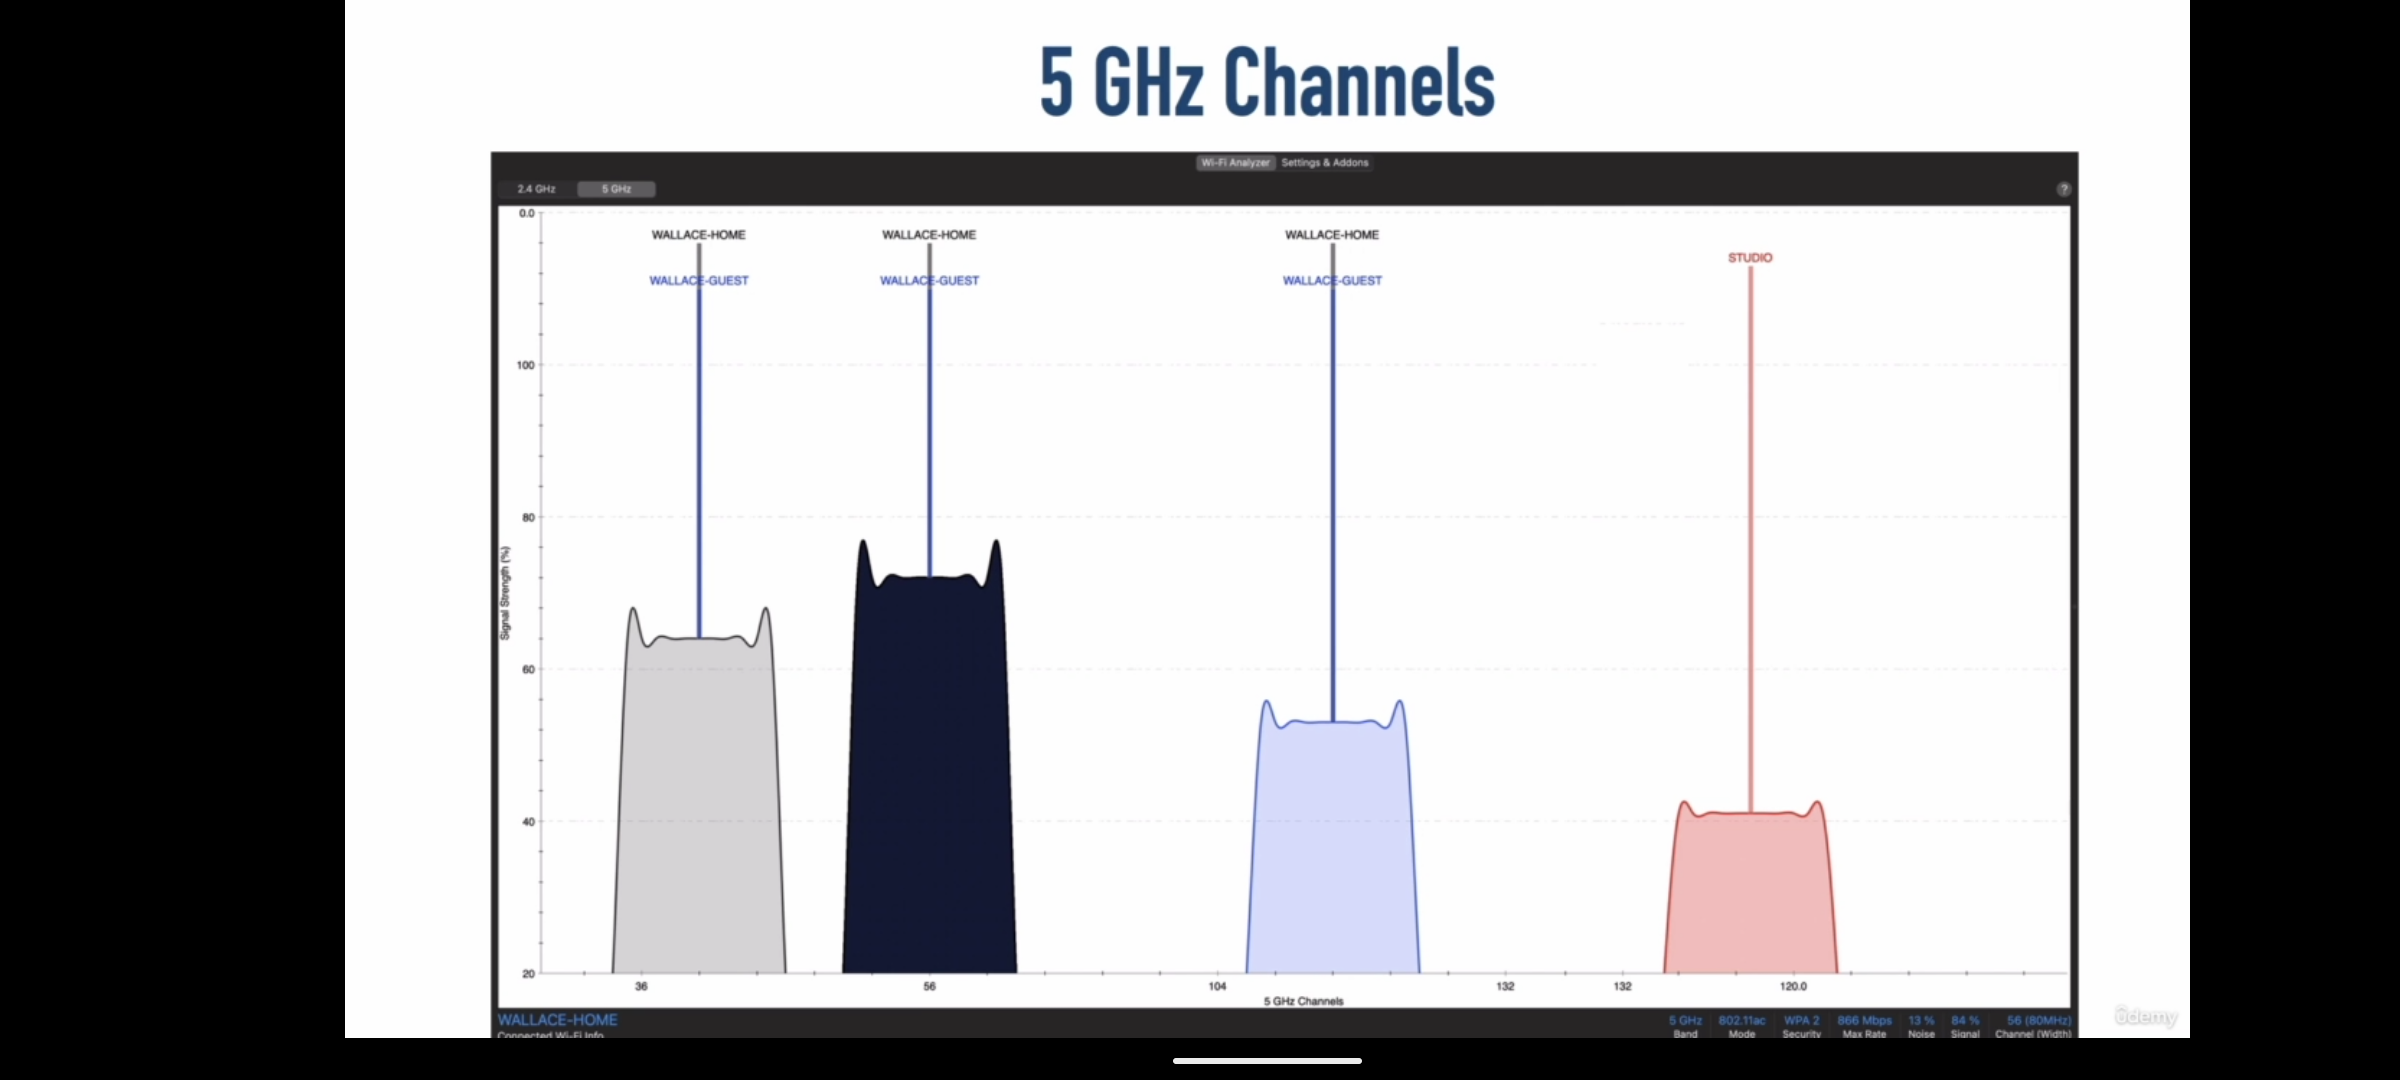 5 GHz Channels
Wi-Fi Analyzer Settings & Addons
2.4 GHz 5 GHz ?
0.0
WALLACE-HOME WALLACE-HOME WALLACE-HOME
STUDIO
WALLACE-GUEST WALLACE-GUEST WALLACE-GUEST
100
80
Signal Strength (%)
60
40
20
36 56 104 132 132 120.0
5 GHz Channels
WALLACE-HOME
Connected Wi-Fi Info
5 GHz 802.11ac WPA 2 866 Mbps 13 % 84 % 56 (80MHz)
Band Mode Security Max Rate Noise Signal Channel (Width)
ûdemy